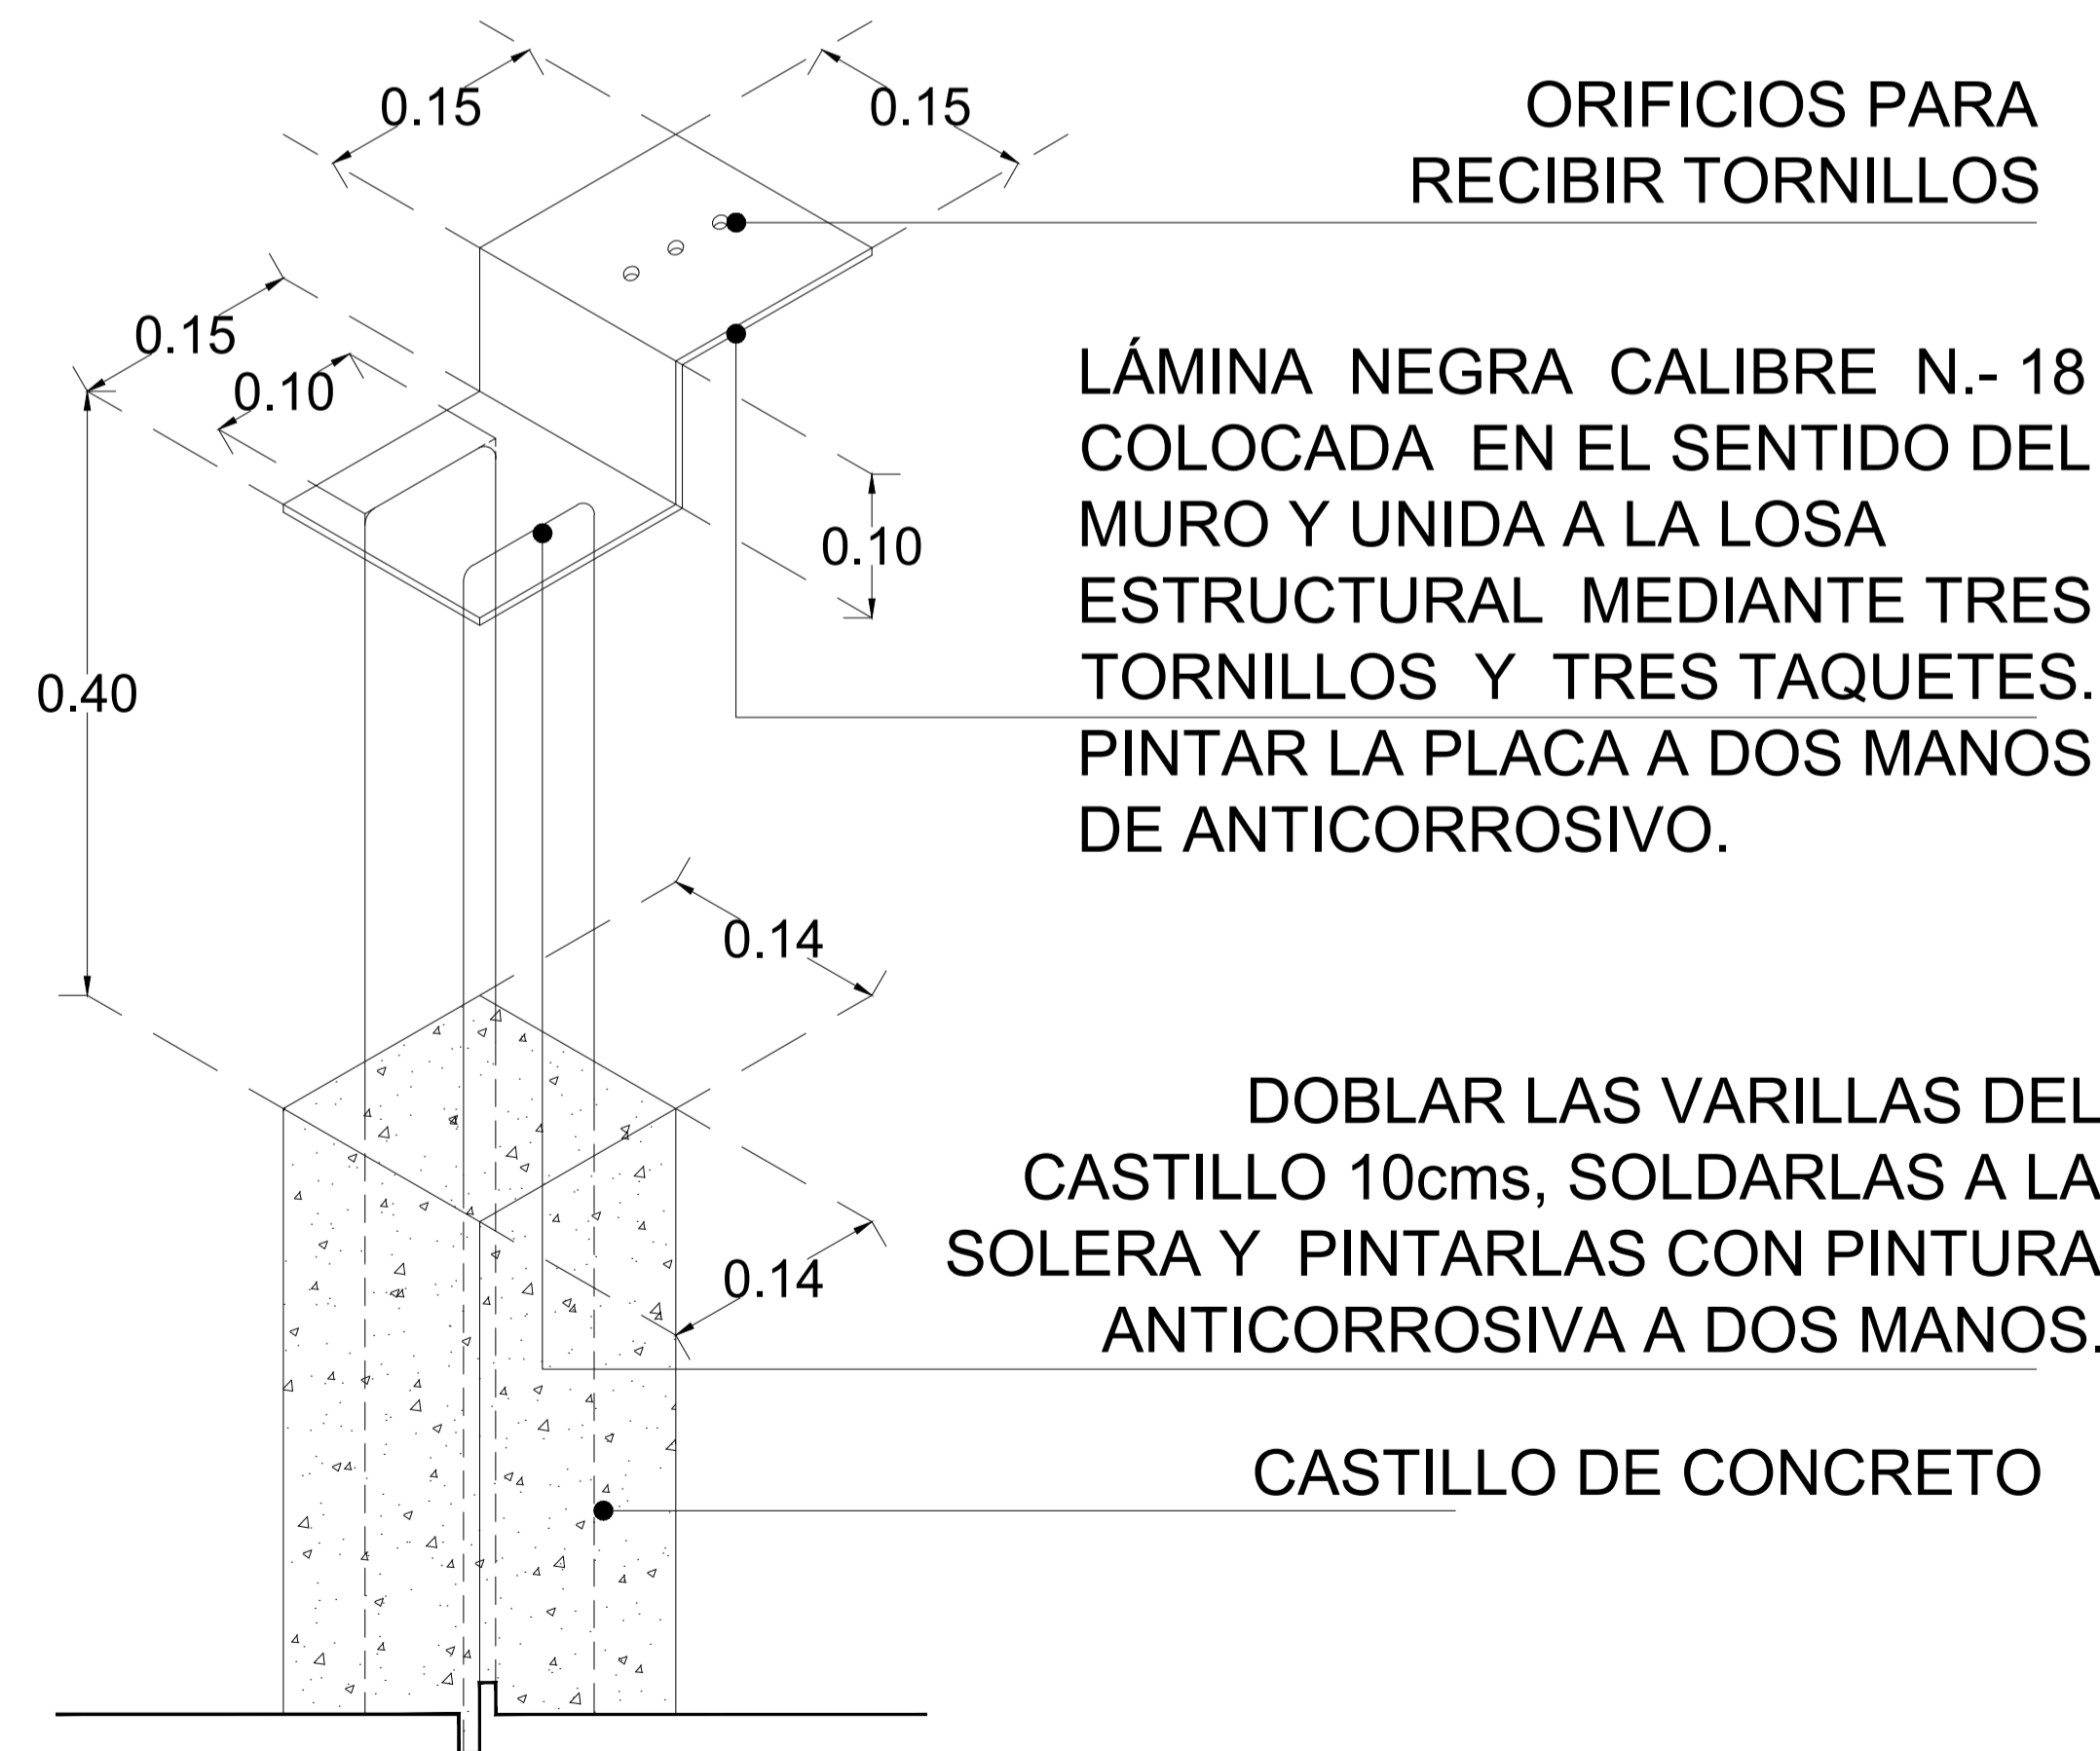 0.15
0.15
ORIFICIOS PARA
RECIBIR TORNILLOS
0.15
0.10
LÁMINA NEGRA CALIBRE N.- 18
COLOCADA EN EL SENTIDO DEL
MURO Y UNIDA A LA LOSA
ESTRUCTURAL MEDIANTE TRES
TORNILLOS Y TRES TAQUETES.
PINTAR LA PLACA A DOS MANOS
DE ANTICORROSIVO.
0.10
0.40
0.14
DOBLAR LAS VARILLAS DEL
CASTILLO 10cms, SOLDARLAS A LA
SOLERA Y PINTARLAS CON PINTURA
ANTICORROSIVA A DOS MANOS.
0.14
CASTILLO DE CONCRETO